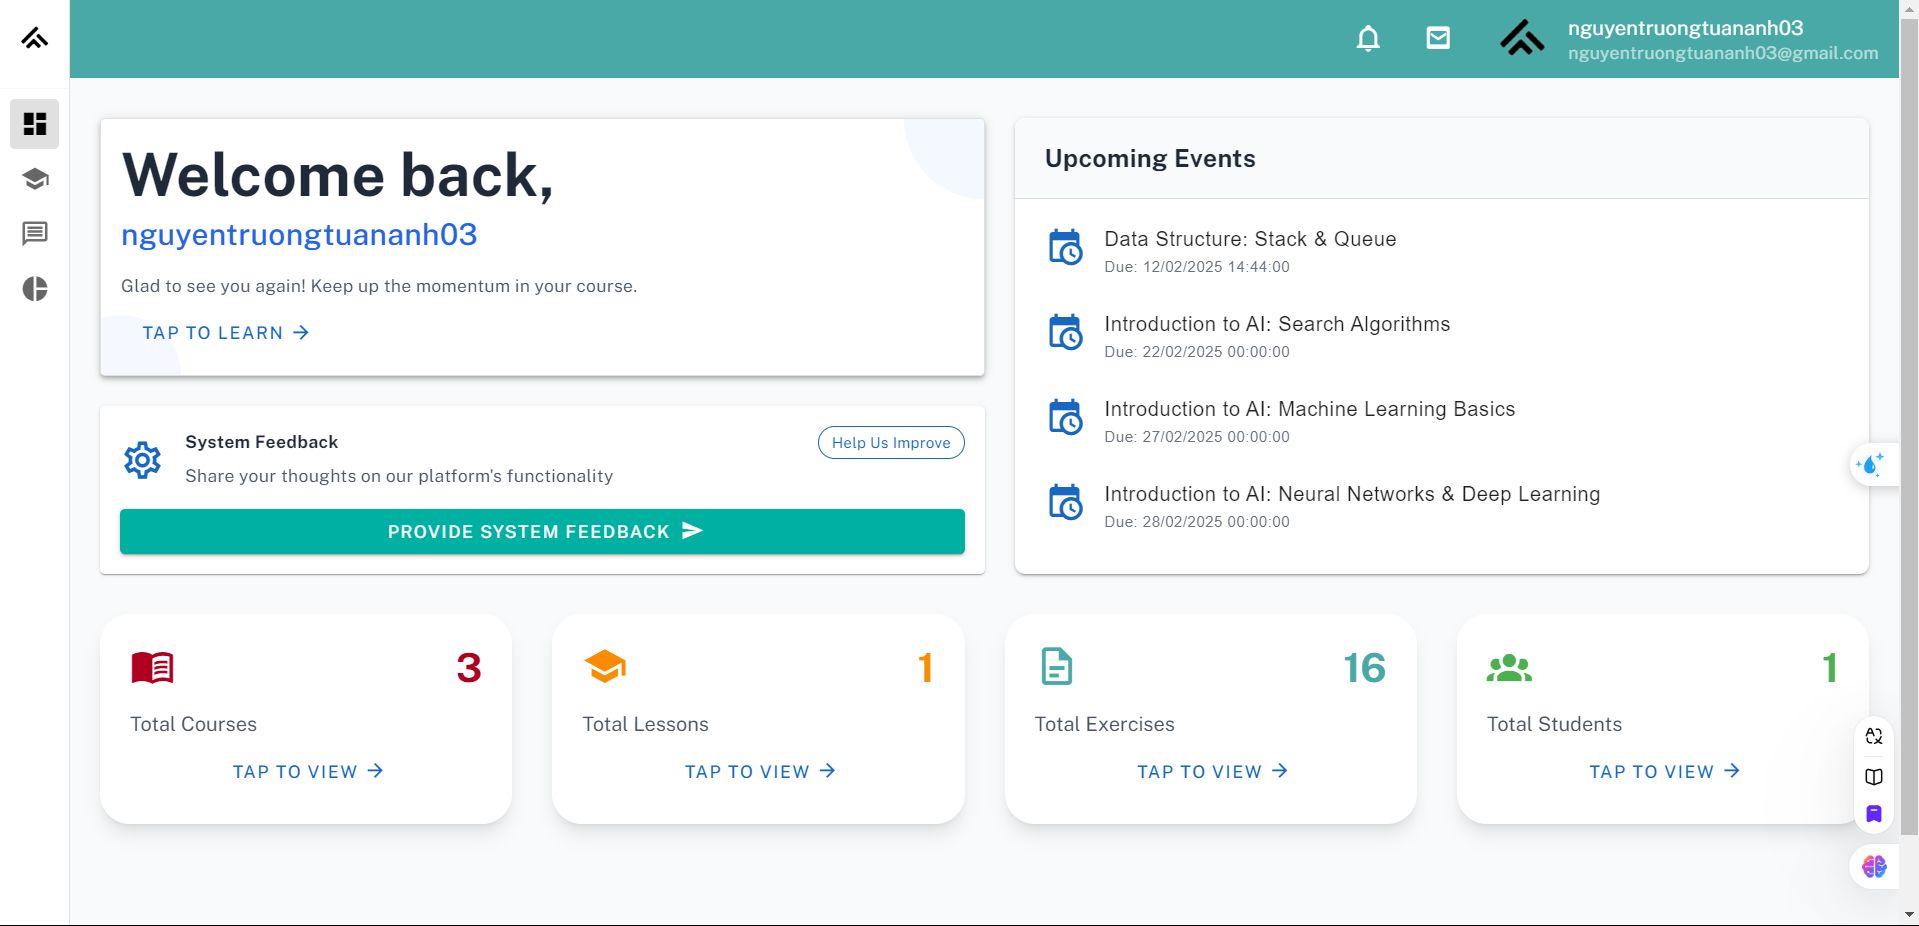 nguyentruongtuananh03
nguyentruongtuananh03@gmail.com
Welcome back,
nguyentruongtuananh03
Glad to see you again! Keep up the momentum in your course.
TAP TO LEARN
System Feedback
Help Us Improve
Share your thoughts on our platform's functionality
PROVIDE SYSTEM FEEDBACK
Upcoming Events
Data Structure: Stack & Queue
Due: 12/02/2025 14:44:00
Introduction to AI: Search Algorithms
Due: 22/02/2025 00:00:00
Introduction to AI: Machine Learning Basics
Due: 27/02/2025 00:00:00
Introduction to AI: Neural Networks & Deep Learning
Due: 28/02/2025 00:00:00
3
Total Courses
TAP TO VIEW
1
Total Lessons
TAP TO VIEW
16
Total Exercises
TAP TO VIEW
1
Total Students
TAP TO VIEW